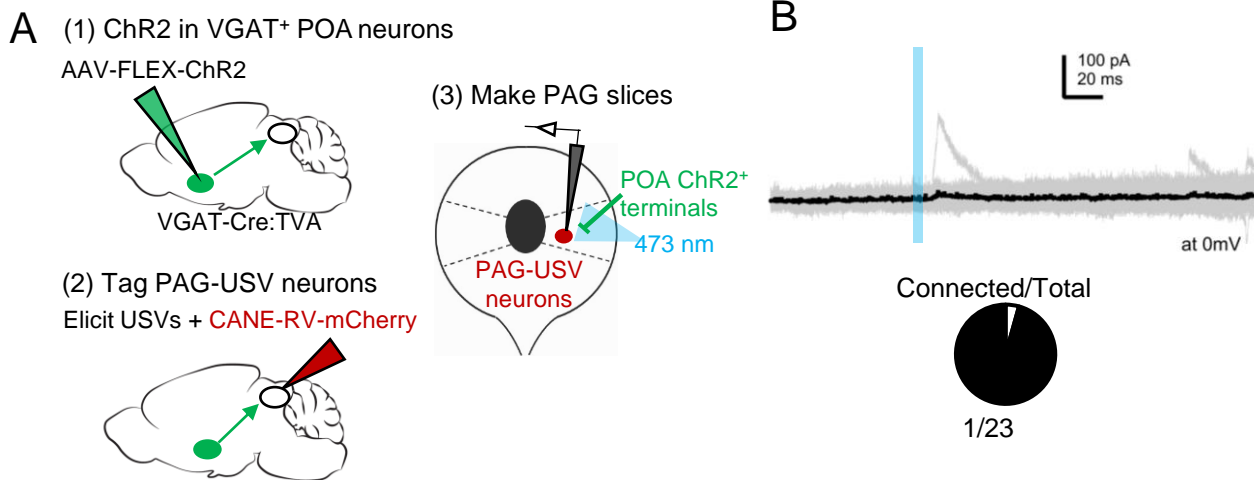 A
(1) ChR2 in VGAT⁺ POA neurons
AAV-FLEX-ChR2
VGAT-Cre:TVA
(2) Tag PAG-USV neurons
Elicit USVs + CANE-RV-mCherry
(3) Make PAG slices
POA ChR2⁺
terminals
473 nm
PAG-USV
neurons
B
100 pA
20 ms
at 0mV
Connected/Total
1/23